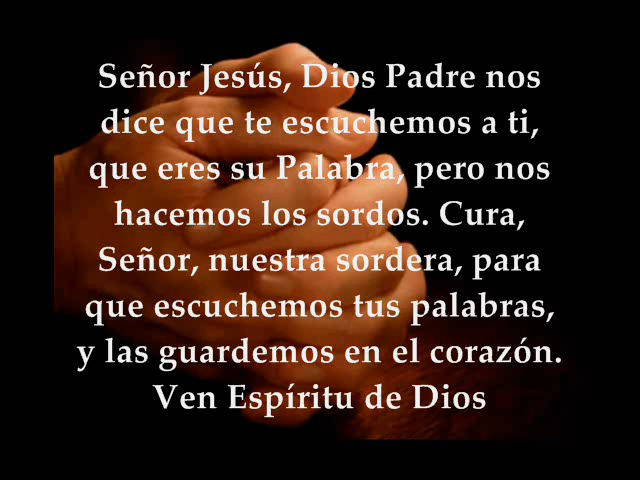 Señor Jesús, Dios Padre nos
dice que te escuchemos a ti,
que eres su Palabra, pero nos
hacemos los sordos. Cura,
Señor, nuestra sordera, para
que escuchemos tus palabras,
y las guardemos en el corazón.
Ven Espíritu de Dios